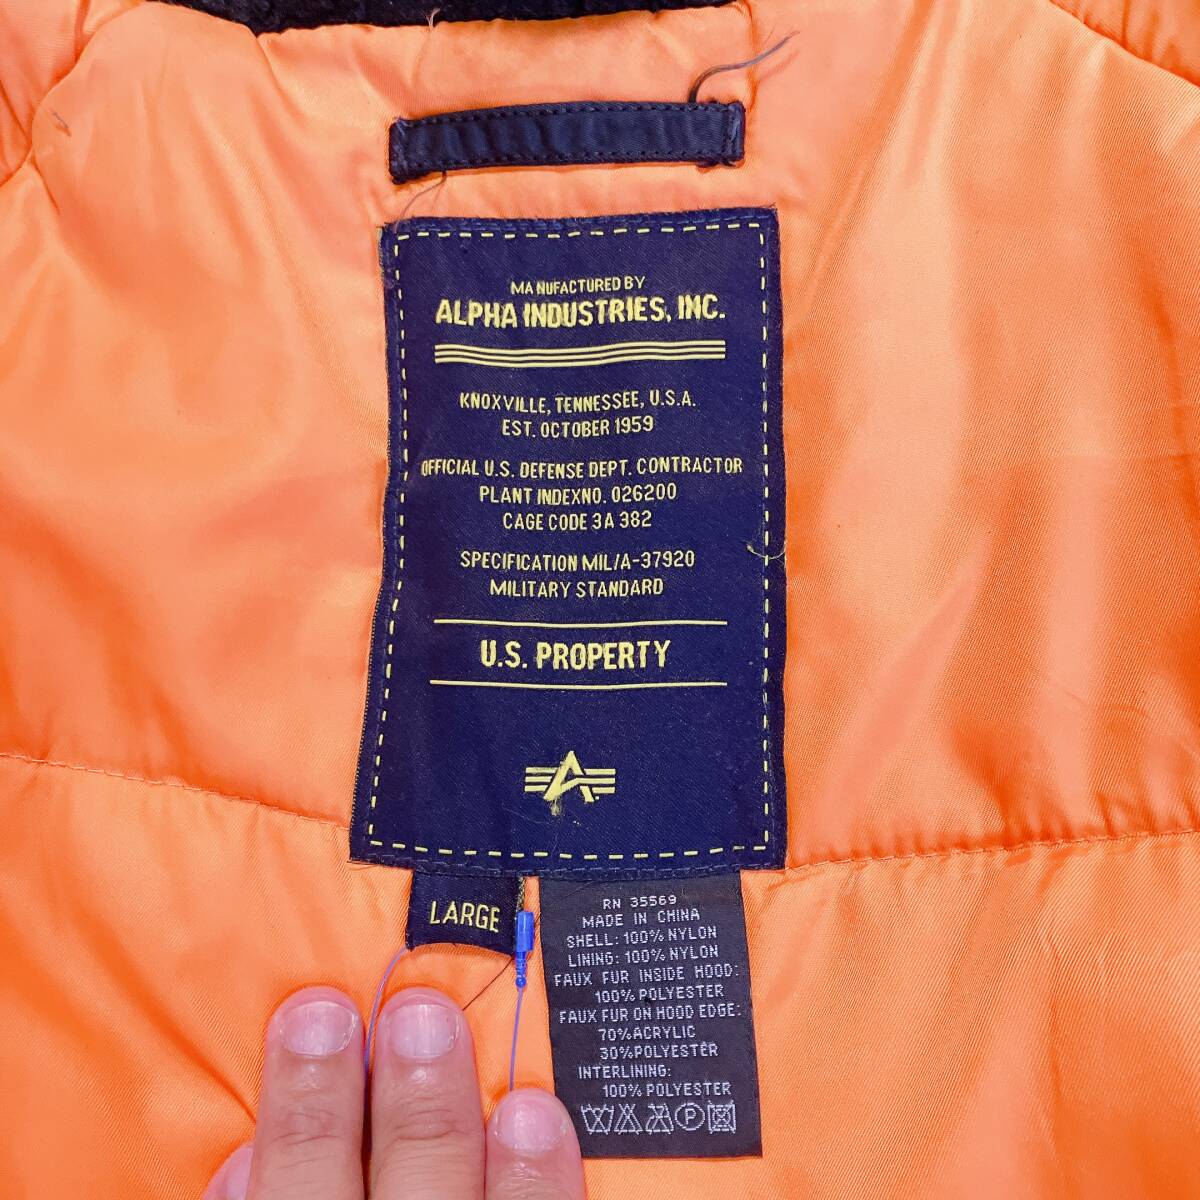 MANUFACTURED BY
ALPHA INDUSTRIES, INC.
KNOXVILLE, TENNESSEE, U.S.A.
EST. OCTOBER 1959
OFFICIAL U.S. DEFENSE DEPT. CONTRACTOR
PLANT INDEXNO. 026200
CAGE CODE 3A 382
SPECIFICATION MIL/A-37920
MILITARY STANDARD
U.S. PROPERTY
A
LARGE
RN 35569
MADE IN CHINA
SHELL: 100% NYLON
LINING: 100% NYLON
FAUX FUR INSIDE HOOD:
100% POLYESTER
FAUX FUR ON HOOD EDGE:
70%ACRYLIC
30%POLYESTER
INTERLINING:
100% POLYESTER
P